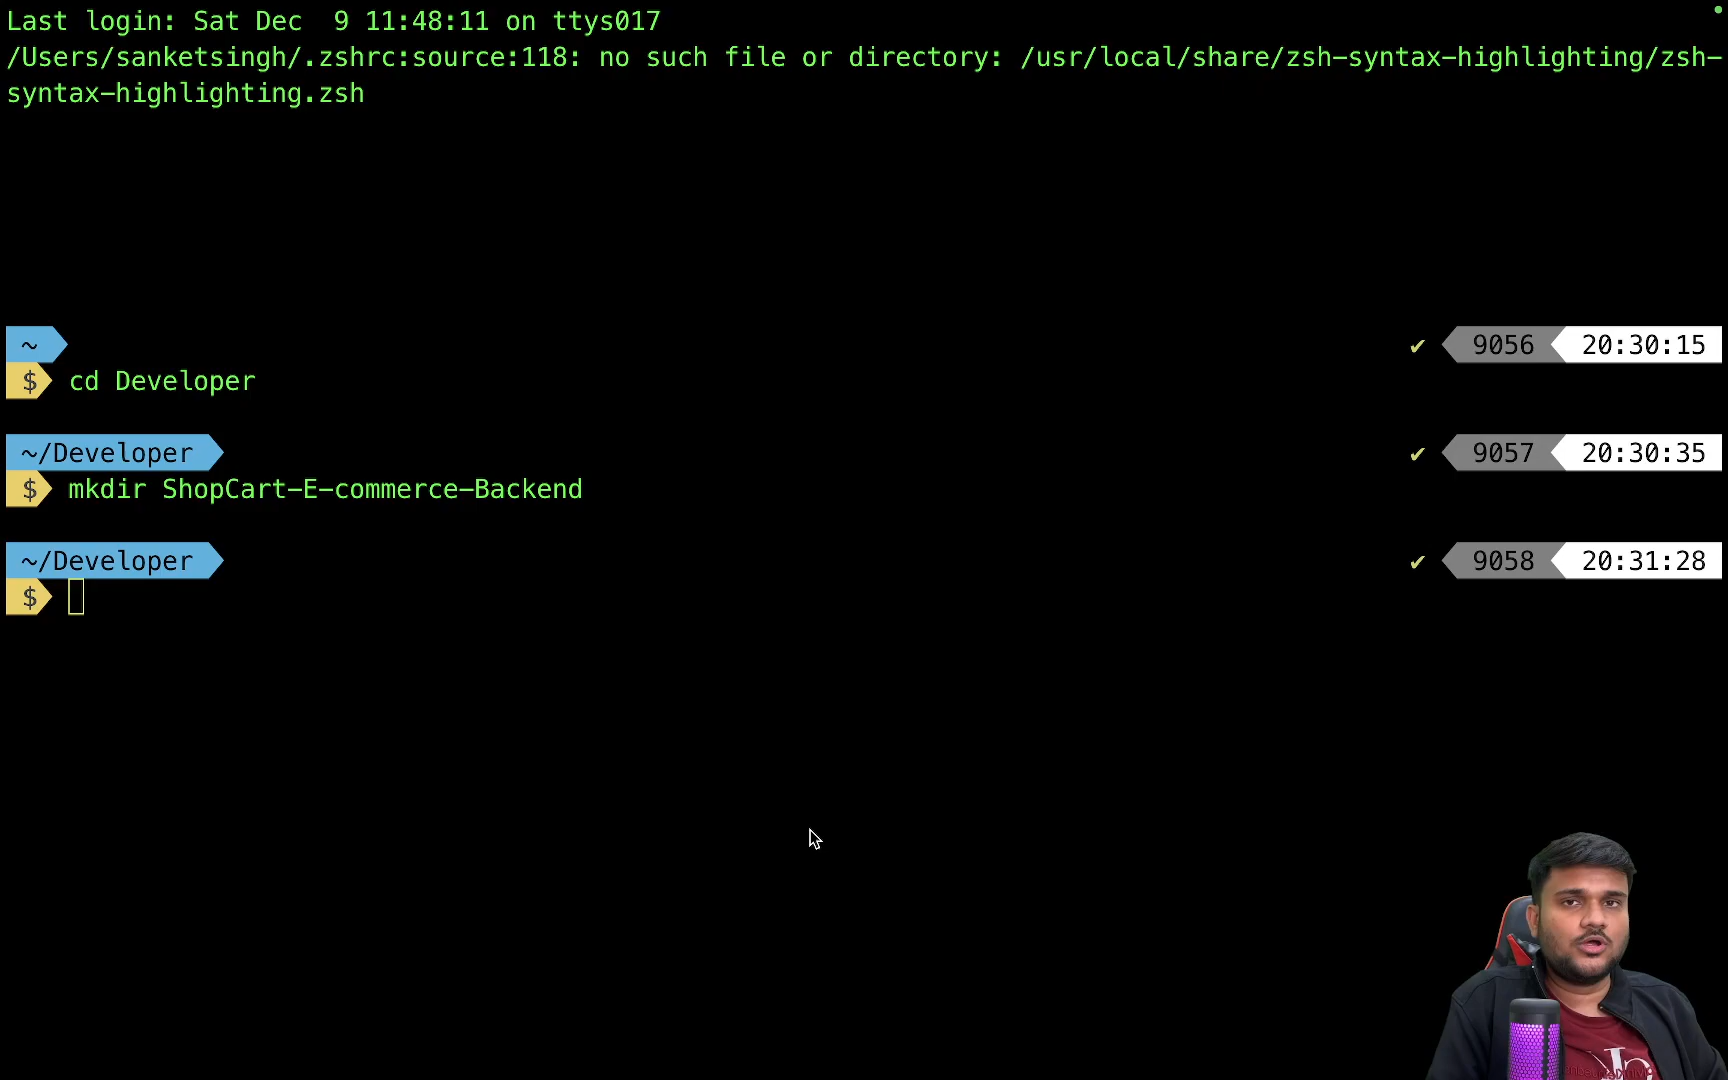 Last login: Sat Dec  9 11:48:11 on ttys017
/Users/sanketsingh/.zshrc:source:118: no such file or directory: /usr/local/share/zsh-syntax-highlighting/zsh-
syntax-highlighting.zsh
~ ✔ 9056 20:30:15
$ cd Developer
~/Developer ✔ 9057 20:30:35
$ mkdir ShopCart-E-commerce-Backend
~/Developer ✔ 9058 20:31:28
$